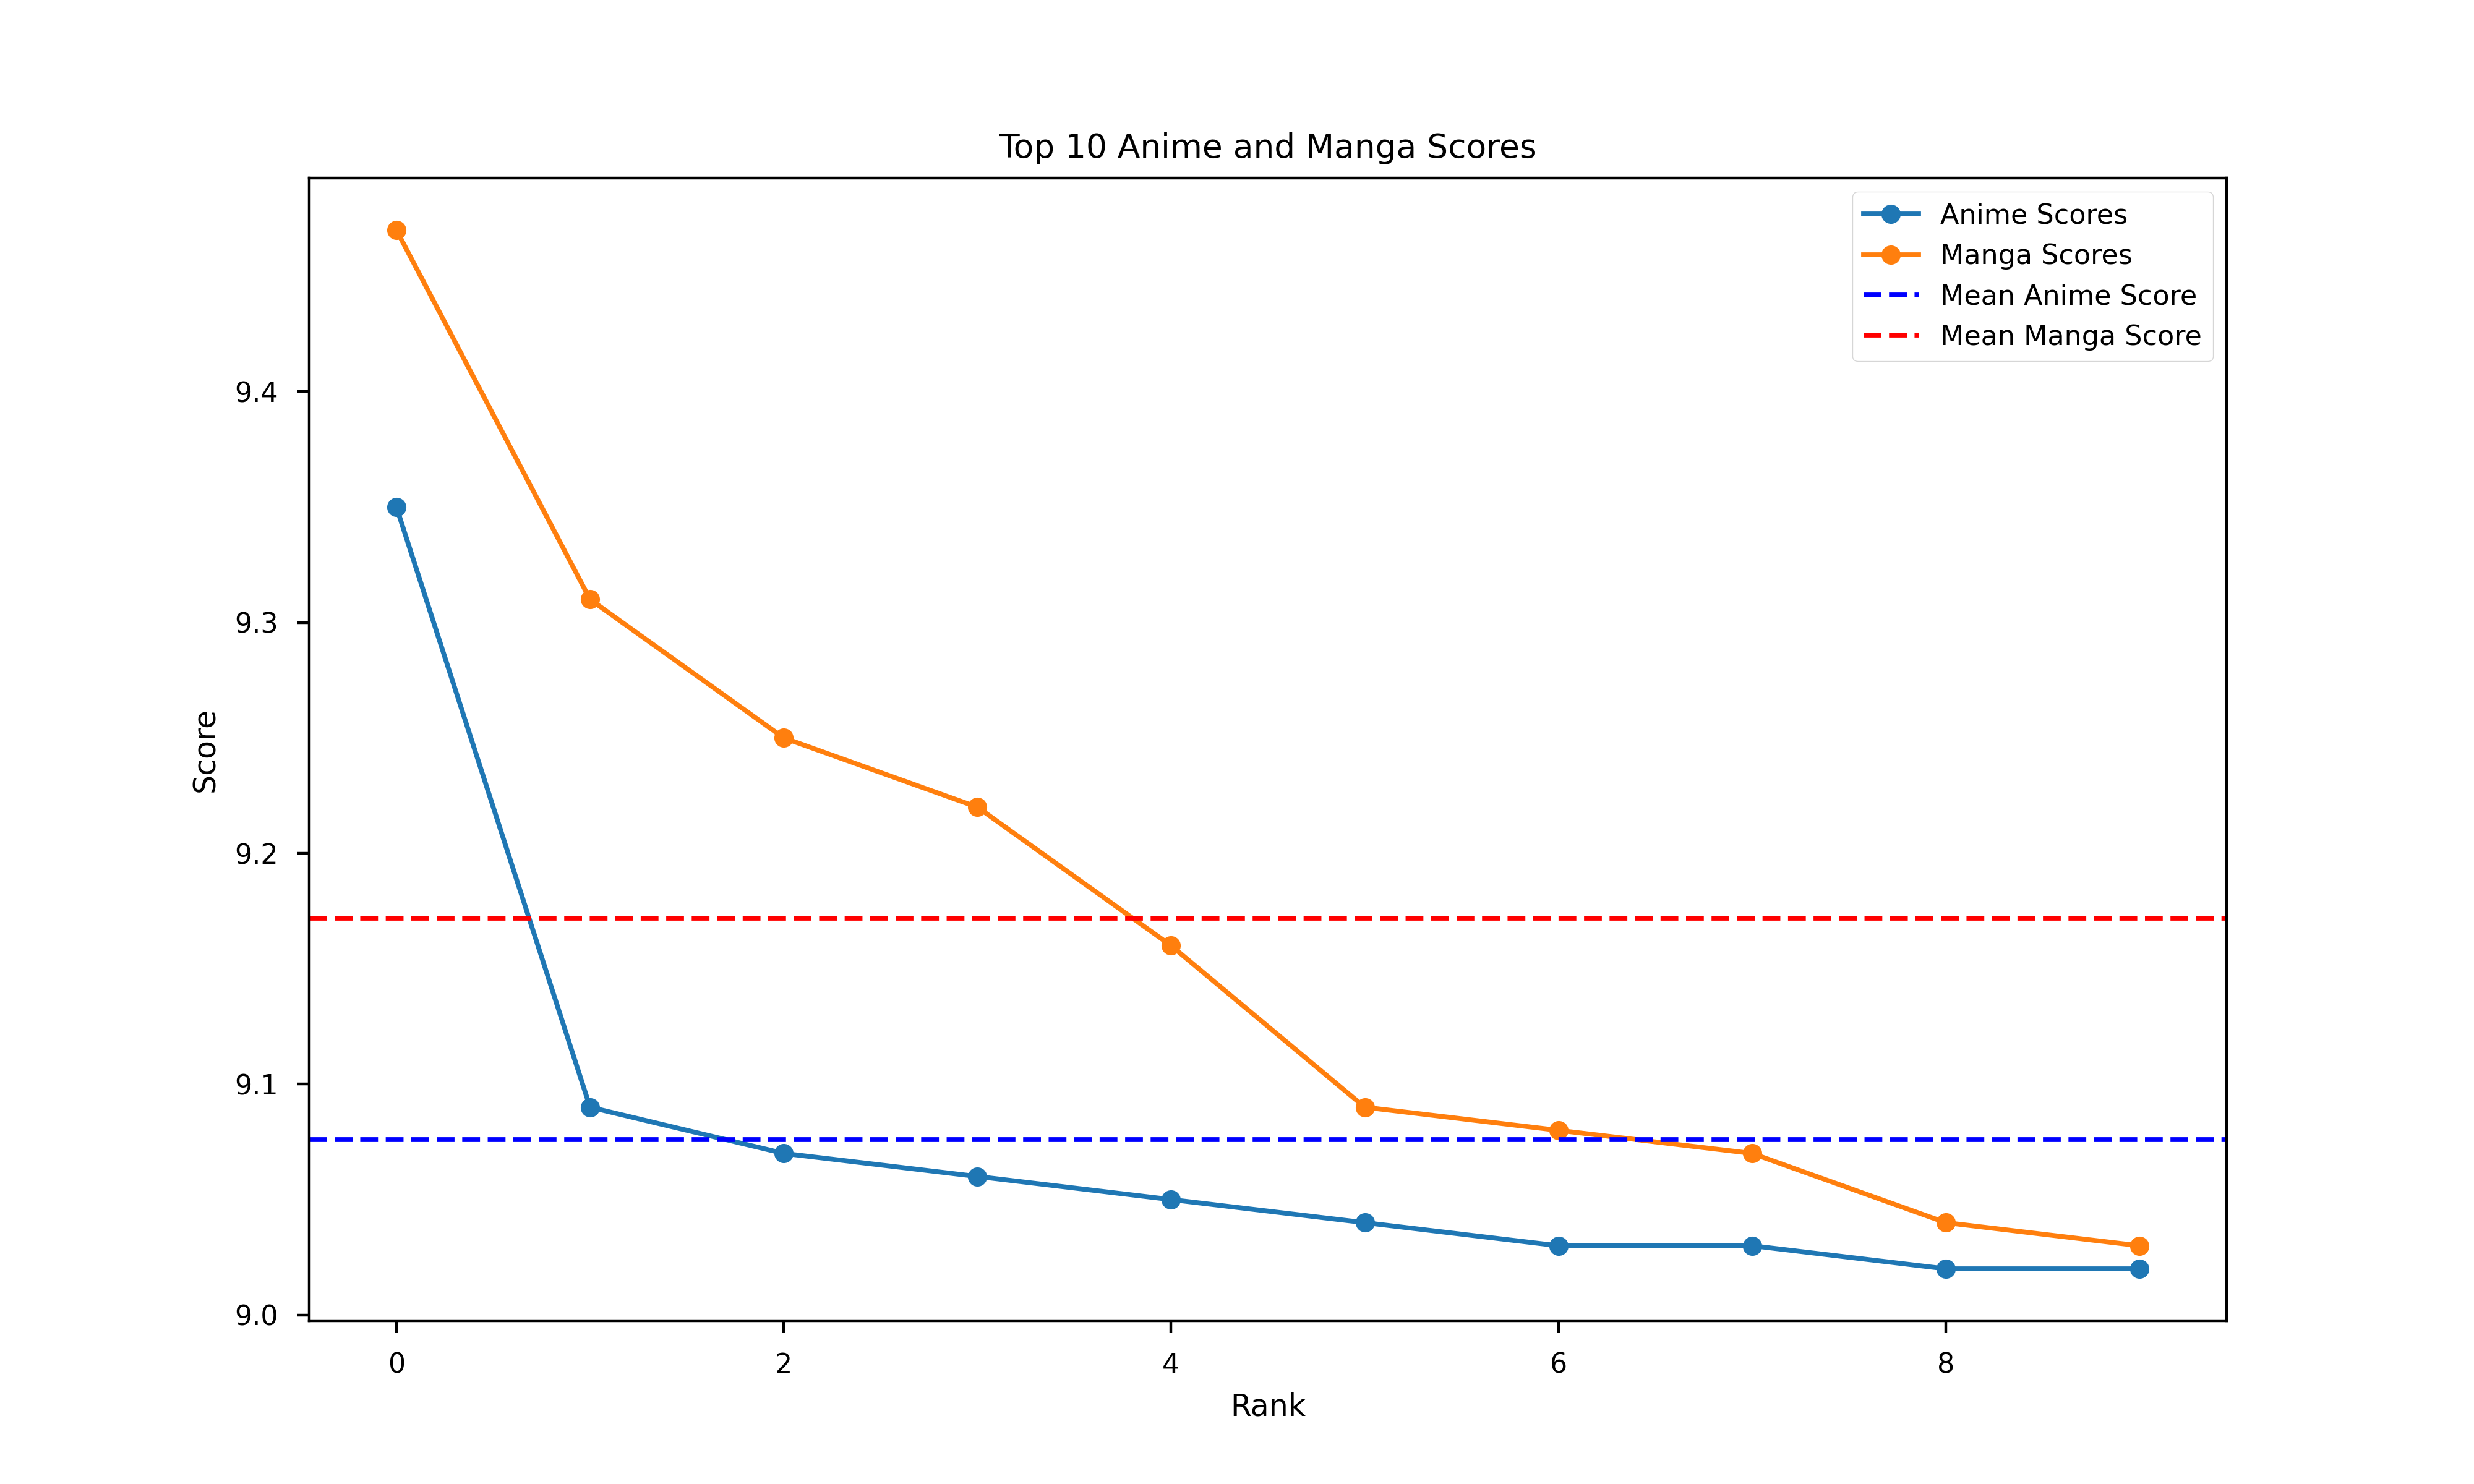 Top 10 Anime and Manga Scores
Anime Scores
Manga Scores
Mean Anime Score
Mean Manga Score
Score
9.4
9.3
9.2
9.1
9.0
0 2 4 6 8
Rank